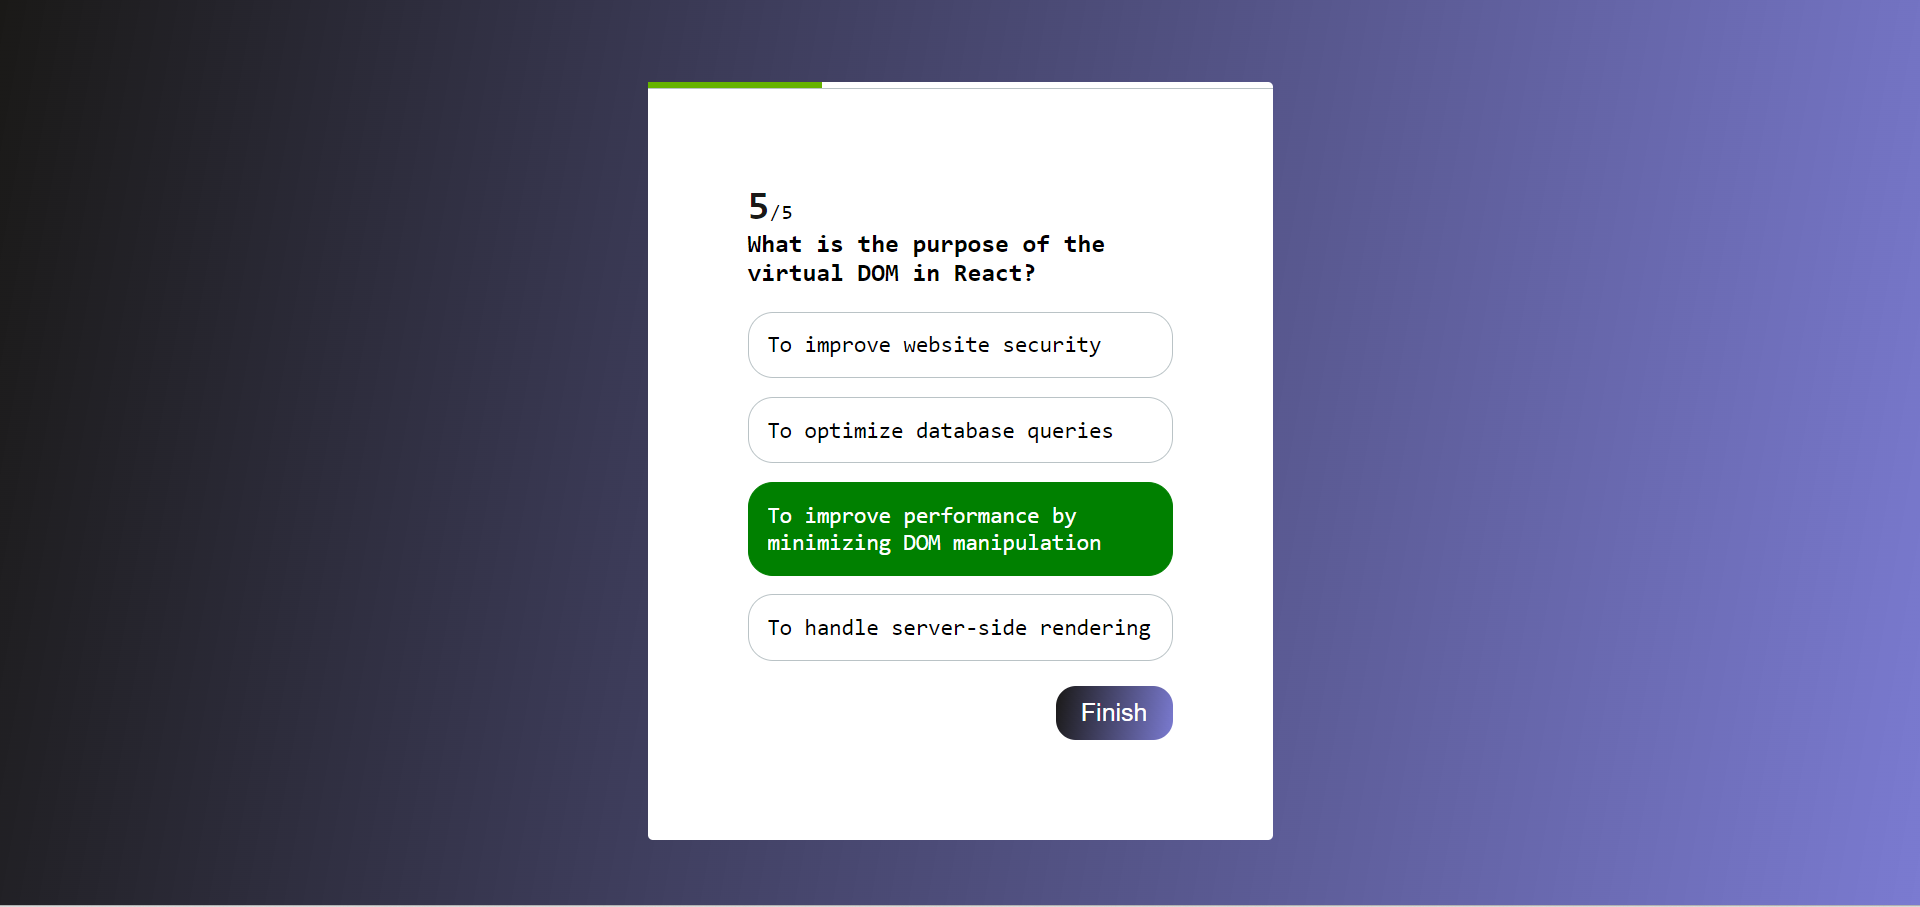 5/5
What is the purpose of the
virtual DOM in React?
To improve website security
To optimize database queries
To improve performance by
minimizing DOM manipulation
To handle server-side rendering
Finish